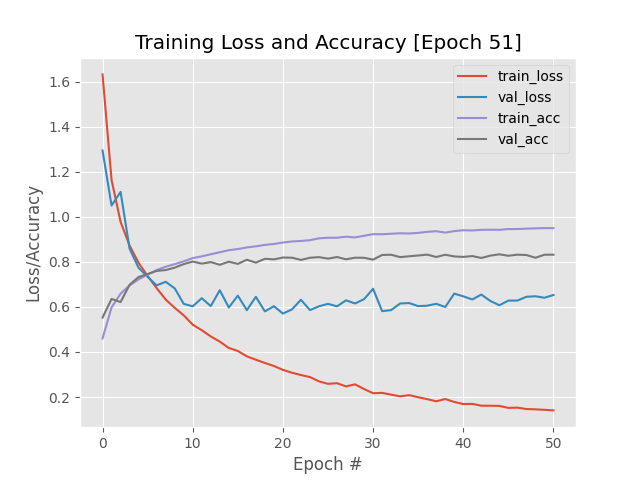 Training Loss and Accuracy [Epoch 51]
train_loss
val_loss
train_acc
val_acc
1.6
1.4
1.2
1.0
0.8
0.6
0.4
0.2
Loss/Accuracy
0 10 20 30 40 50
Epoch #